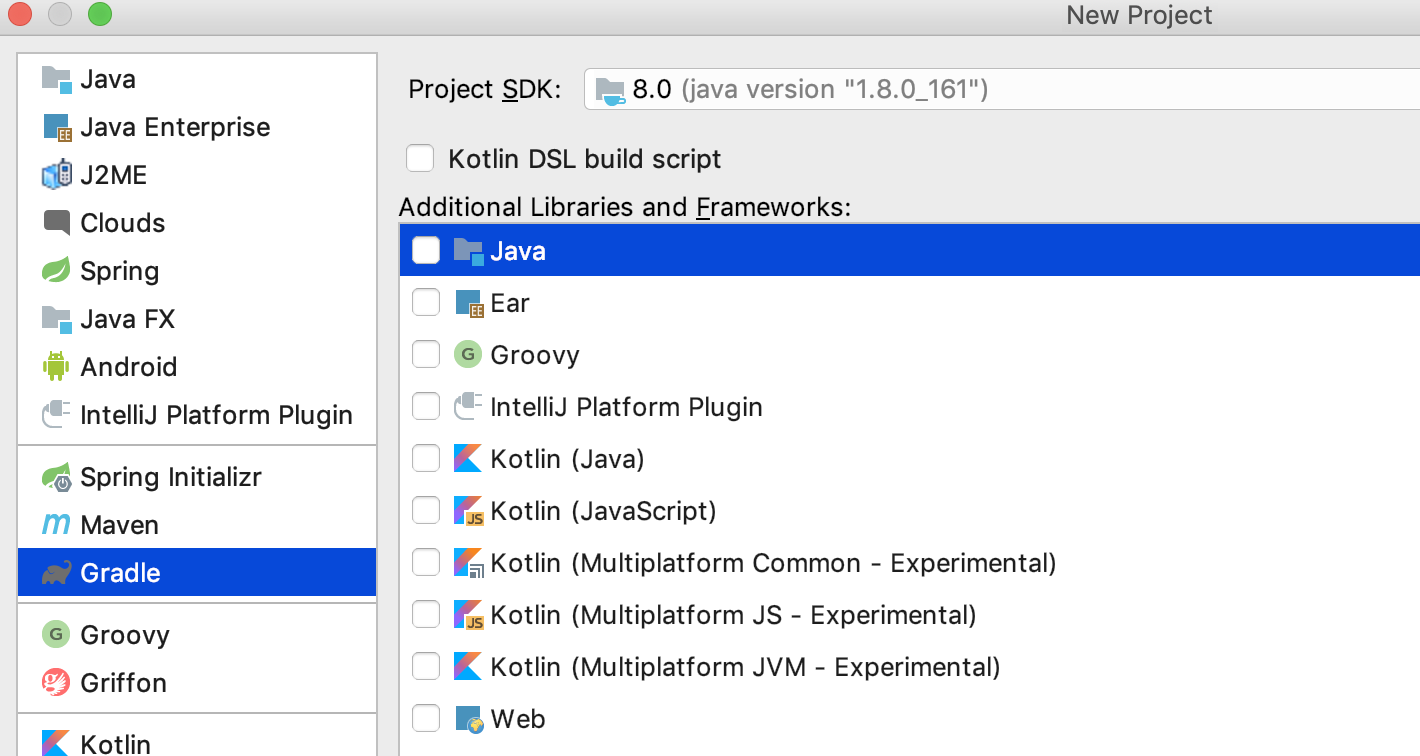 New Project
Java
Java Enterprise
J2ME
Clouds
Spring
Java FX
Android
IntelliJ Platform Plugin
Spring Initializr
Maven
Gradle
Groovy
Griffon
Kotlin
Project SDK: 8.0 (java version "1.8.0_161")
Kotlin DSL build script
Additional Libraries and Frameworks:
Java
Ear
Groovy
IntelliJ Platform Plugin
Kotlin (Java)
Kotlin (JavaScript)
Kotlin (Multiplatform Common - Experimental)
Kotlin (Multiplatform JS - Experimental)
Kotlin (Multiplatform JVM - Experimental)
Web